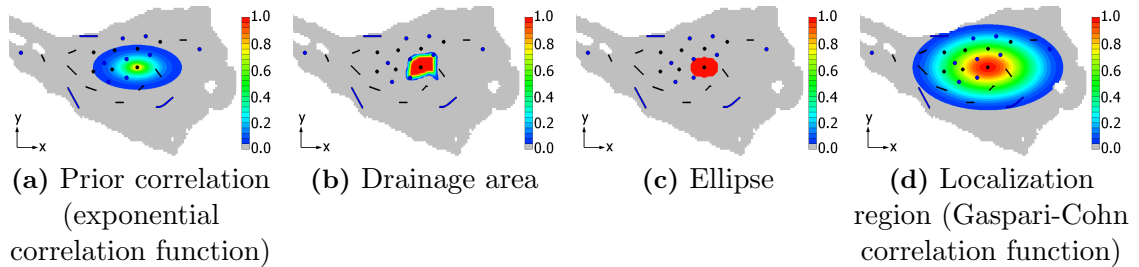 1.0
0.8
0.6
0.4
0.2
0.0
y
x
(a) Prior correlation
(exponential
correlation function)
1.0
0.8
0.6
0.4
0.2
0.0
y
x
(b) Drainage area
1.0
0.8
0.6
0.4
0.2
0.0
y
x
(c) Ellipse
1.0
0.8
0.6
0.4
0.2
0.0
y
x
(d) Localization
region (Gaspari-Cohn
correlation function)